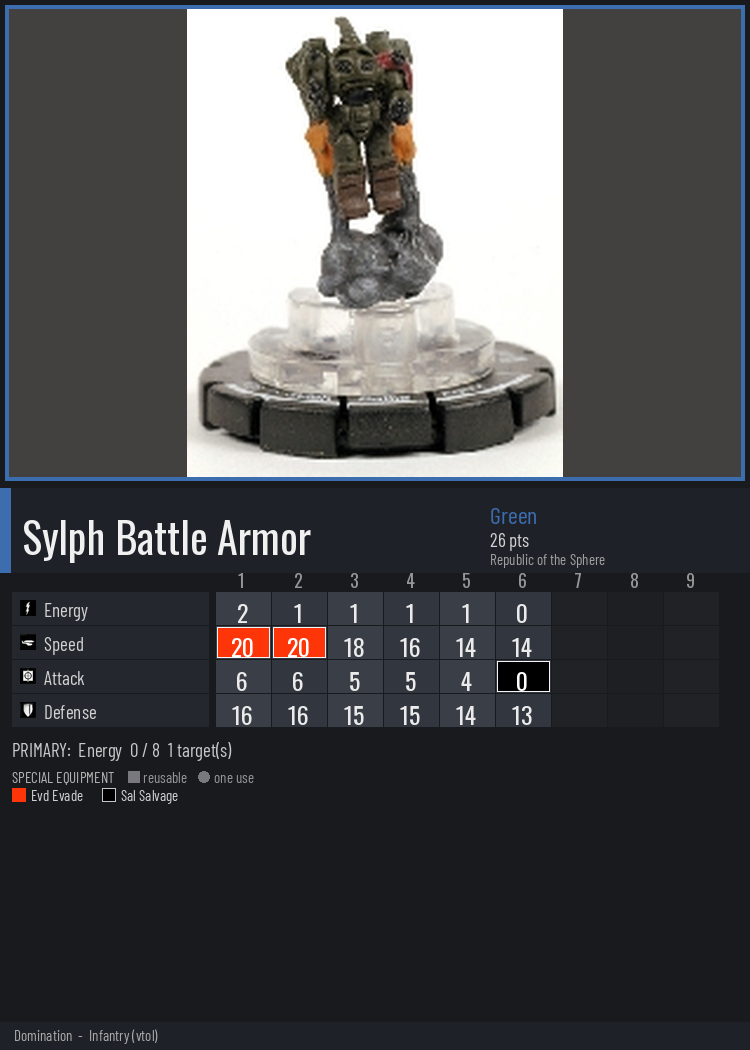 Sylph Battle Armor
Green
26 pts
Republic of the Sphere
1 2 3 4 5 6 7 8 9
Energy 2 1 1 1 1 0
Speed 20 20 18 16 14 14
Attack 6 6 5 5 4 0
Defense 16 16 15 15 14 13
PRIMARY: Energy 0 / 8 1 target(s)
SPECIAL EQUIPMENT reusable one use
Evd Evade Sal Salvage
Domination - Infantry (vtol)